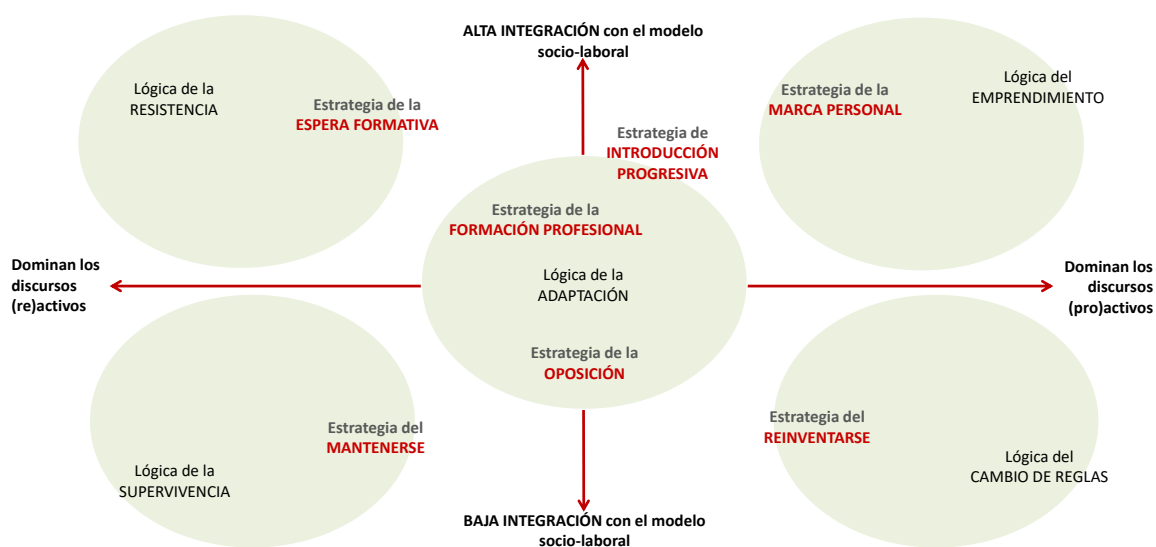 ALTA INTEGRACIÓN con el modelo
socio-laboral
Lógica de la
RESISTENCIA
Estrategia de la
ESPERA FORMATIVA
Estrategia de la
MARCA PERSONAL
Lógica del
EMPRENDIMIENTO
Estrategia de
INTRODUCCIÓN
PROGRESIVA
Estrategia de la
FORMACIÓN PROFESIONAL
Dominan los
discursos
(re)activos
Lógica de la
ADAPTACIÓN
Dominan los
discursos
(pro)activos
Estrategia de la
OPOSICIÓN
Estrategia del
MANTENERSE
Lógica de la
SUPERVIVENCIA
Estrategia del
REINVENTARSE
Lógica del
CAMBIO DE REGLAS
BAJA INTEGRACIÓN con el modelo
socio-laboral